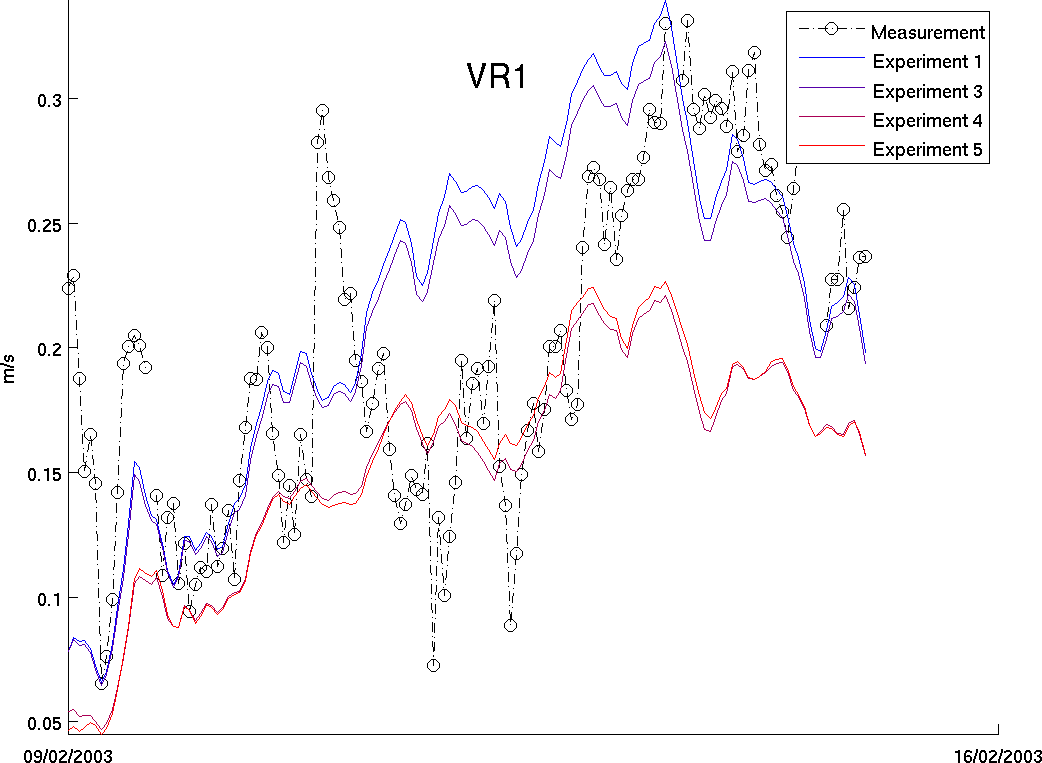 VR1
Measurement
Experiment 1
Experiment 3
Experiment 4
Experiment 5
0.3
0.25
0.2
0.15
0.1
0.05
m/s
09/02/2003
16/02/2003